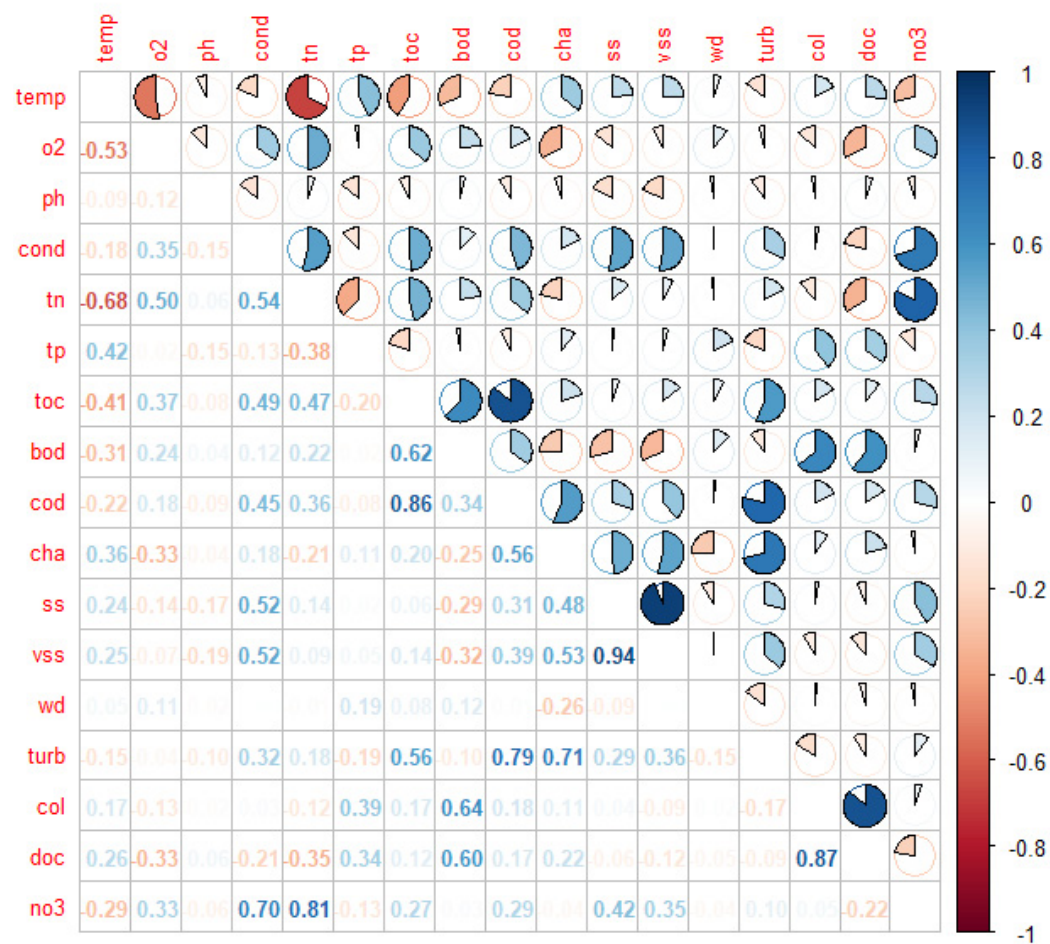 temp o2 ph cond tn tp toc bod cod cha ss vss wd turb col doc no3
temp
o2 -0.53
ph -0.09 -0.12
cond -0.18 0.35 -0.15
tn -0.68 0.50 0.06 0.54
tp 0.42 0.02 -0.15 -0.13 -0.38
toc -0.41 0.37 -0.08 0.49 0.47 -0.20
bod -0.31 0.24 0.04 0.12 0.22 0.62
cod -0.22 0.18 -0.09 0.45 0.36 -0.08 0.86 0.34
cha 0.36 -0.33 -0.04 0.18 -0.21 0.11 0.20 -0.25 0.56
ss 0.24 -0.14 -0.17 0.52 0.14 0.06 -0.29 0.31 0.48
vss 0.25 -0.07 -0.19 0.52 0.09 0.05 0.14 -0.32 0.39 0.53 0.94
wd 0.05 0.11 0.19 0.08 0.12 -0.26 -0.09
turb -0.15 -0.04 -0.10 0.32 0.18 -0.19 0.56 -0.10 0.79 0.71 0.29 0.36 -0.15
col 0.17 -0.13 0.03 -0.12 0.39 0.17 0.64 0.18 0.11 0.04 -0.09 -0.17
doc 0.26 -0.33 0.06 -0.21 -0.35 0.34 0.12 0.60 0.17 0.22 -0.06 -0.12 -0.05 -0.09 0.87
no3 -0.29 0.33 -0.06 0.70 0.81 -0.13 0.27 0.03 0.29 -0.04 0.42 0.35 -0.04 0.10 0.05 -0.22
1
0.8
0.6
0.4
0.2
0
-0.2
-0.4
-0.6
-0.8
-1